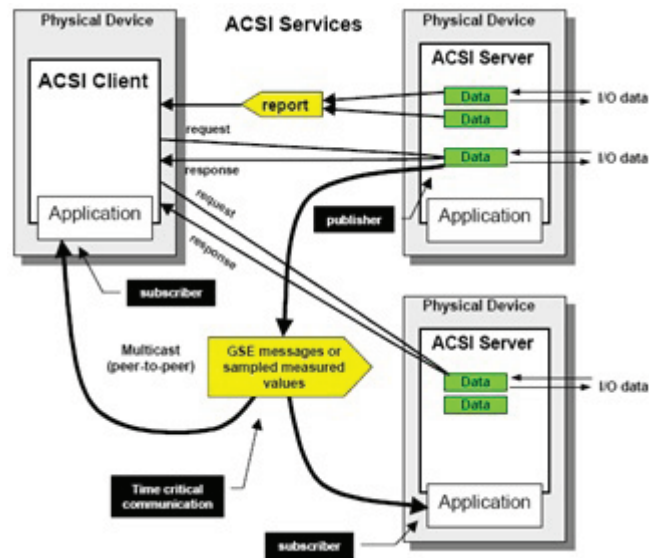 Physical Device
ACSI Services
Physical Device
ACSI Client
ACSI Server
report
Data
Data
I/O data
request
response
Data
I/O data
request
response
publisher
Application
Application
subscriber
Physical Device
ACSI Server
Multicast
(peer-to-peer)
GSE messages or
sampled measured
values
Data
Data
I/O data
Time critical
communication
subscriber
Application